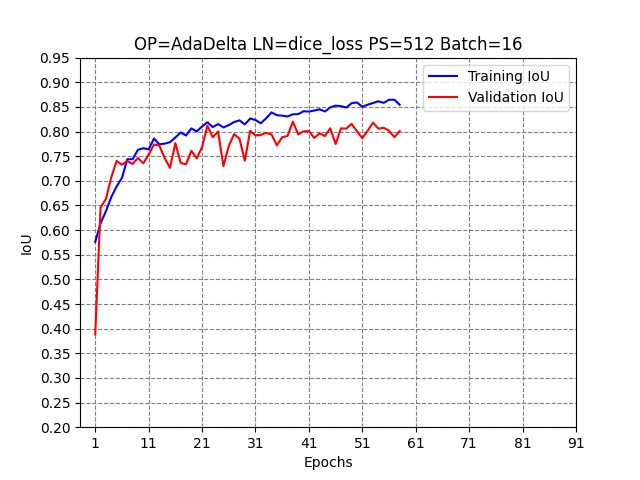 OP=AdaDelta LN=dice_loss PS=512 Batch=16
0.95
0.90
0.85
0.80
0.75
0.70
0.65
0.60
0.55
0.50
0.45
0.40
0.35
0.30
0.25
0.20
IoU
Training IoU
Validation IoU
1 11 21 31 41 51 61 71 81 91
Epochs